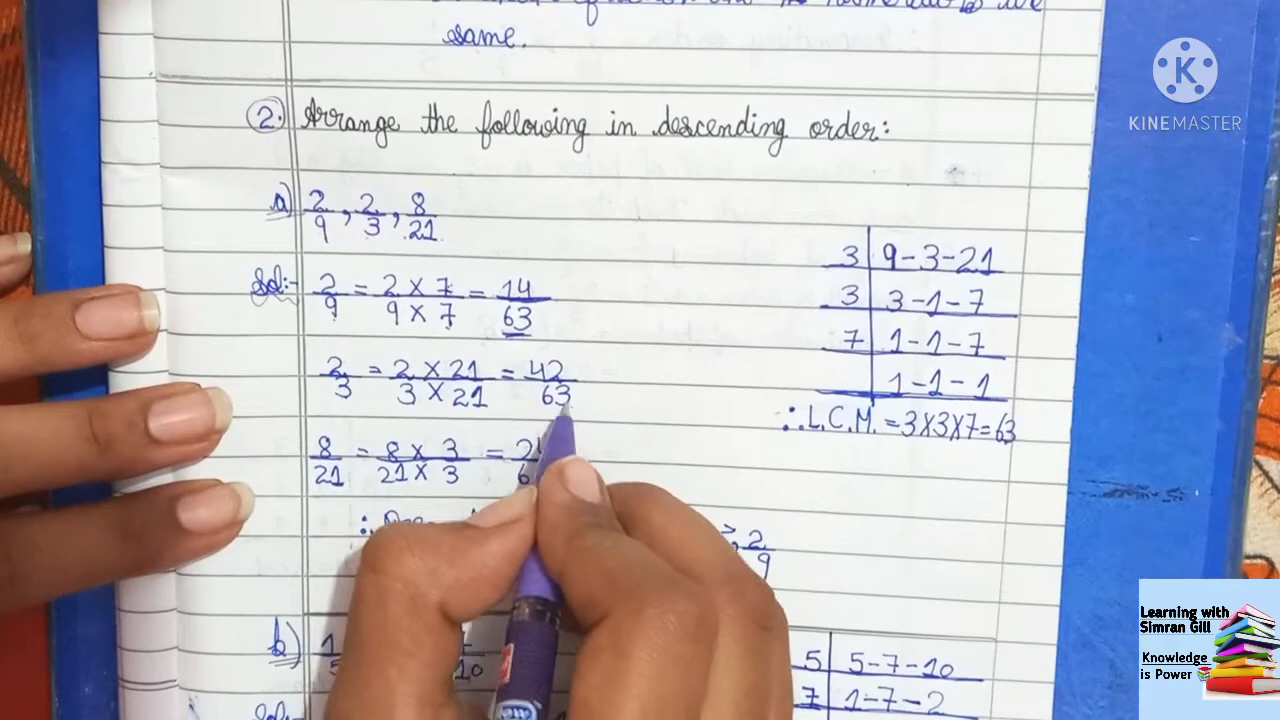 same.
2. Arrange the following in descending order:
a) 2/9, 2/3, 8/21
Sol:- 2/9 = 2 × 7 / 9 × 7 = 14/63
2/3 = 2 × 21 / 3 × 21 = 42/63
8/21 = 8 × 3 / 21 × 3 =
>, 2/9
3 | 9-3-21
3 | 3-1-7
7 | 1-1-7
1-1-1
∴ L.C.M. = 3×3×7=63
b)
5 | 5-7-10
7 | 1-7-2
Sol:-
K
KINEMASTER
Learning with
Simran Gill
Knowledge
is Power